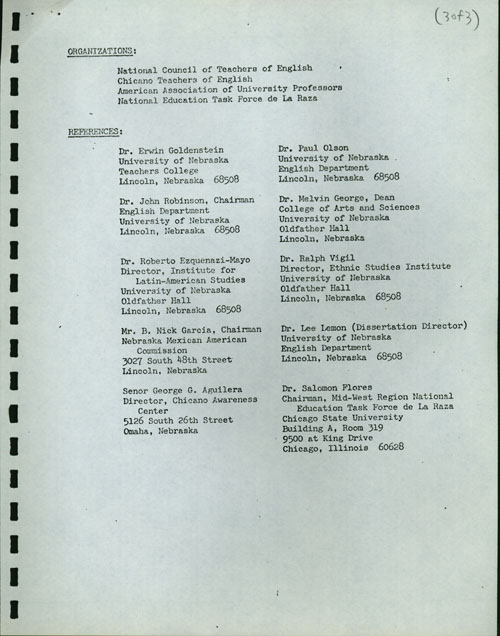 (3of3)
ORGANIZATIONS:
National Council of Teachers of English
Chicano Teachers of English
American Association of University Professors
National Education Task Force de La Raza
REFERENCES:
Dr. Erwin Goldenstein
University of Nebraska
Teachers College
Lincoln, Nebraska 68508
Dr. Paul Olson
University of Nebraska
English Department
Lincoln, Nebraska 68508
Dr. John Robinson, Chairman
English Department
University of Nebraska
Lincoln, Nebraska 68508
Dr. Melvin George, Dean
College of Arts and Sciences
University of Nebraska
Oldfather Hall
Lincoln, Nebraska
Dr. Roberto Ezquenazi-Mayo
Director, Institute for
Latin-American Studies
University of Nebraska
Oldfather Hall
Lincoln, Nebraska 68508
Dr. Ralph Vigil
Director, Ethnic Studies Institute
University of Nebraska
Oldfather Hall
Lincoln, Nebraska 68508
Mr. B. Nick Garcia, Chairman
Nebraska Mexican American
Commission
3027 South 48th Street
Lincoln, Nebraska
Dr. Lee Lemon (Dissertation Director)
University of Nebraska
English Department
Lincoln, Nebraska 68508
Senor George G. Aguilera
Director, Chicano Awareness
Center
5126 South 26th Street
Omaha, Nebraska
Dr. Salomon Flores
Chairman, Mid-West Region National
Education Task Force de La Raza
Chicago State University
Building A, Room 319
9500 at King Drive
Chicago, Illinois 60628